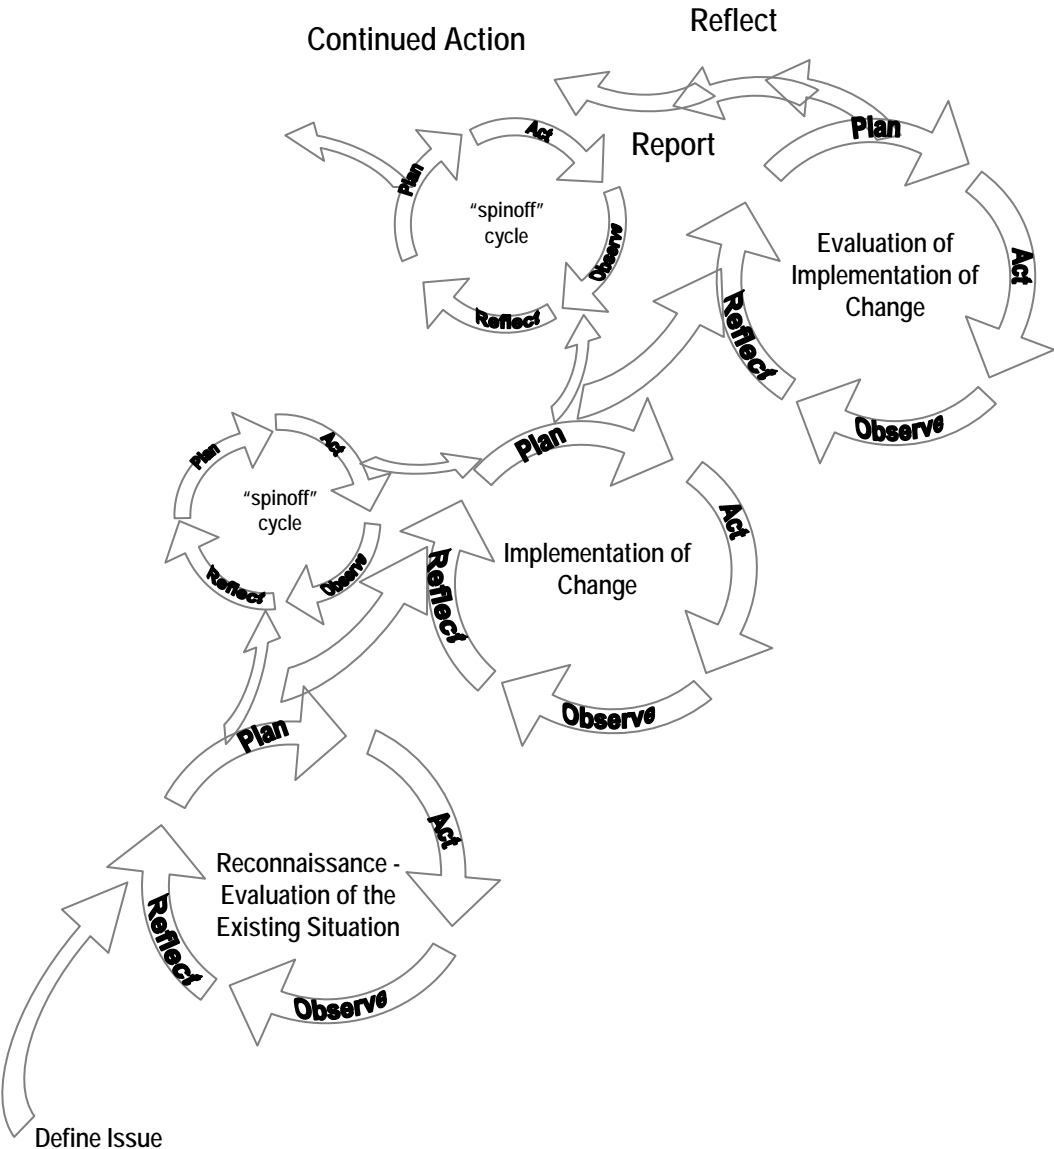 Reflect
Continued Action
Report
Plan
Act
Observe
Reflect
“spinoff”
cycle
Plan
Act
Observe
Reflect
Evaluation of
Implementation of
Change
Plan
Act
Observe
Reflect
“spinoff”
cycle
Plan
Act
Observe
Reflect
Implementation of
Change
Plan
Act
Observe
Reflect
Reconnaissance -
Evaluation of the
Existing Situation
Define Issue